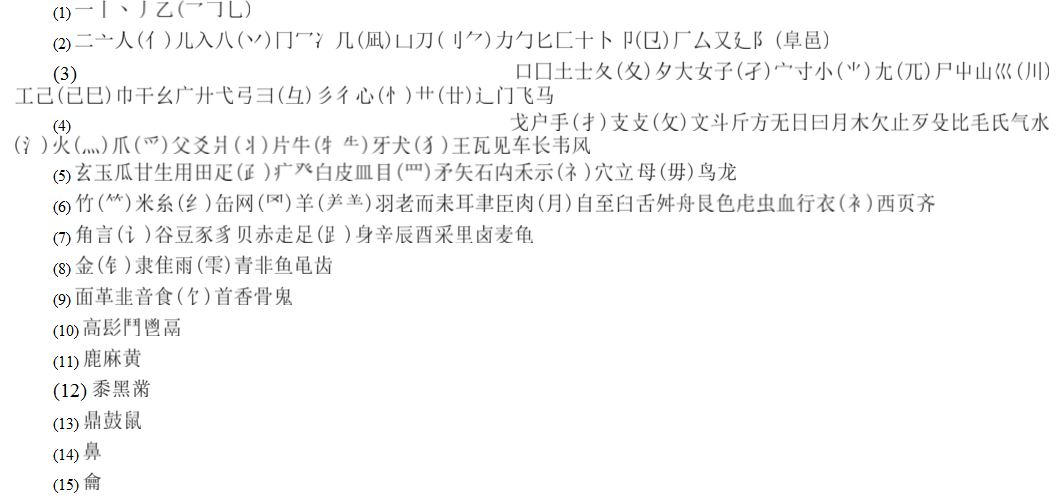 (1) 一丨丶丿乙(乛𠃌乚)
(2) 二亠人(亻)儿入八(丷)冂冖冫几(凨)凵刀(刂⺈)力勹匕匚十卜卩(㔾)厂厶又廴阝(阜邑)
(3) 口囗土士夂(夊)夕大女子(孑)宀寸小(⺌)尢(兀)尸屮山巛(川)
工己(已巳)巾干幺广廾弋弓彐(彑)彡彳心(忄)艹(廿)辶门飞马
(4) 戈户手(扌)支攴(攵)文斗斤方无日曰月木欠止歹殳比毛氏气水
(氵)火(灬)爪(爫)父爻爿(丬)片牛(牜⺧)牙犬(犭)王瓦见车长韦风
(5) 玄玉瓜甘生用田疋(⺪)疒癶白皮皿目(罒)矛矢石禸禾示(礻)穴立母(毋)鸟龙
(6) 竹(⺮)米糸(纟)缶网(⺳)羊(⺶⺷)羽老而耒耳聿臣肉(月)自至臼舌舛舟艮色虍虫血行衣(衤)西页齐
(7) 角言(讠)谷豆豕豸贝赤走足(⻊)身辛辰酉采里卤麦龟
(8) 金(钅)隶隹雨(雫)青非鱼黾齿
(9) 面革韭音食(饣)首香骨鬼
(10) 高髟鬥鬯鬲
(11) 鹿麻黄
(12) 黍黑黹
(13) 鼎鼓鼠
(14) 鼻
(15) 龠